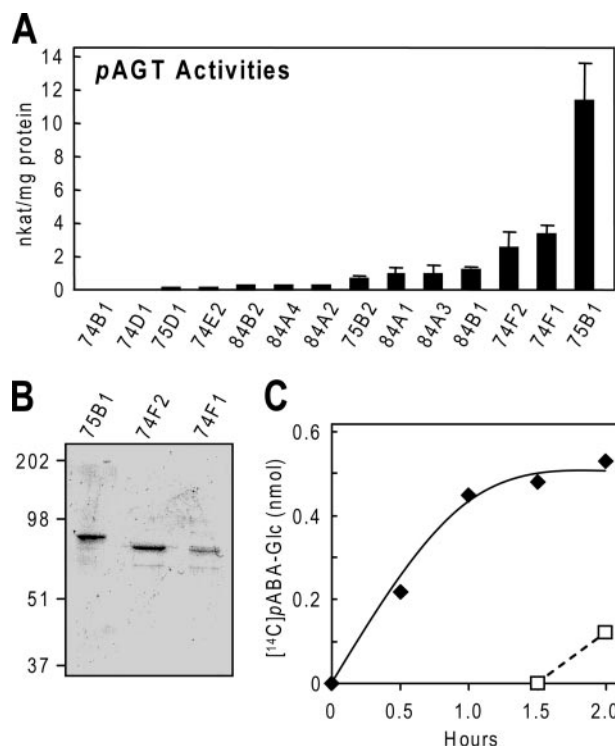 A
pAGT Activities
nkat/mg protein
14
12
10
8
6
4
2
0
74B1
74D1
75D1
74E2
84B2
84A4
84A2
75B2
84A1
84A3
84B1
74F2
74F1
75B1
B
75B1
74F2
74F1
202
98
51
37
C
[¹⁴C]pABA-Glc (nmol)
0.6
0.4
0.2
0
0
0.5
1.0
1.5
2.0
Hours